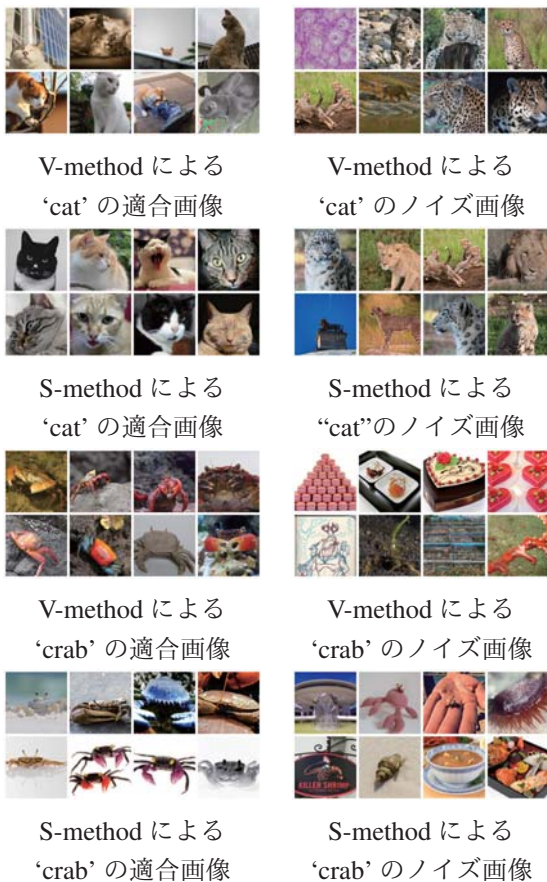 V-method による
‘cat’ の適合画像
V-method による
‘cat’ のノイズ画像
S-method による
‘cat’ の適合画像
S-method による
“cat”のノイズ画像
V-method による
‘crab’ の適合画像
V-method による
‘crab’ のノイズ画像
KILLER SHRIMP
S-method による
‘crab’ の適合画像
S-method による
‘crab’ のノイズ画像